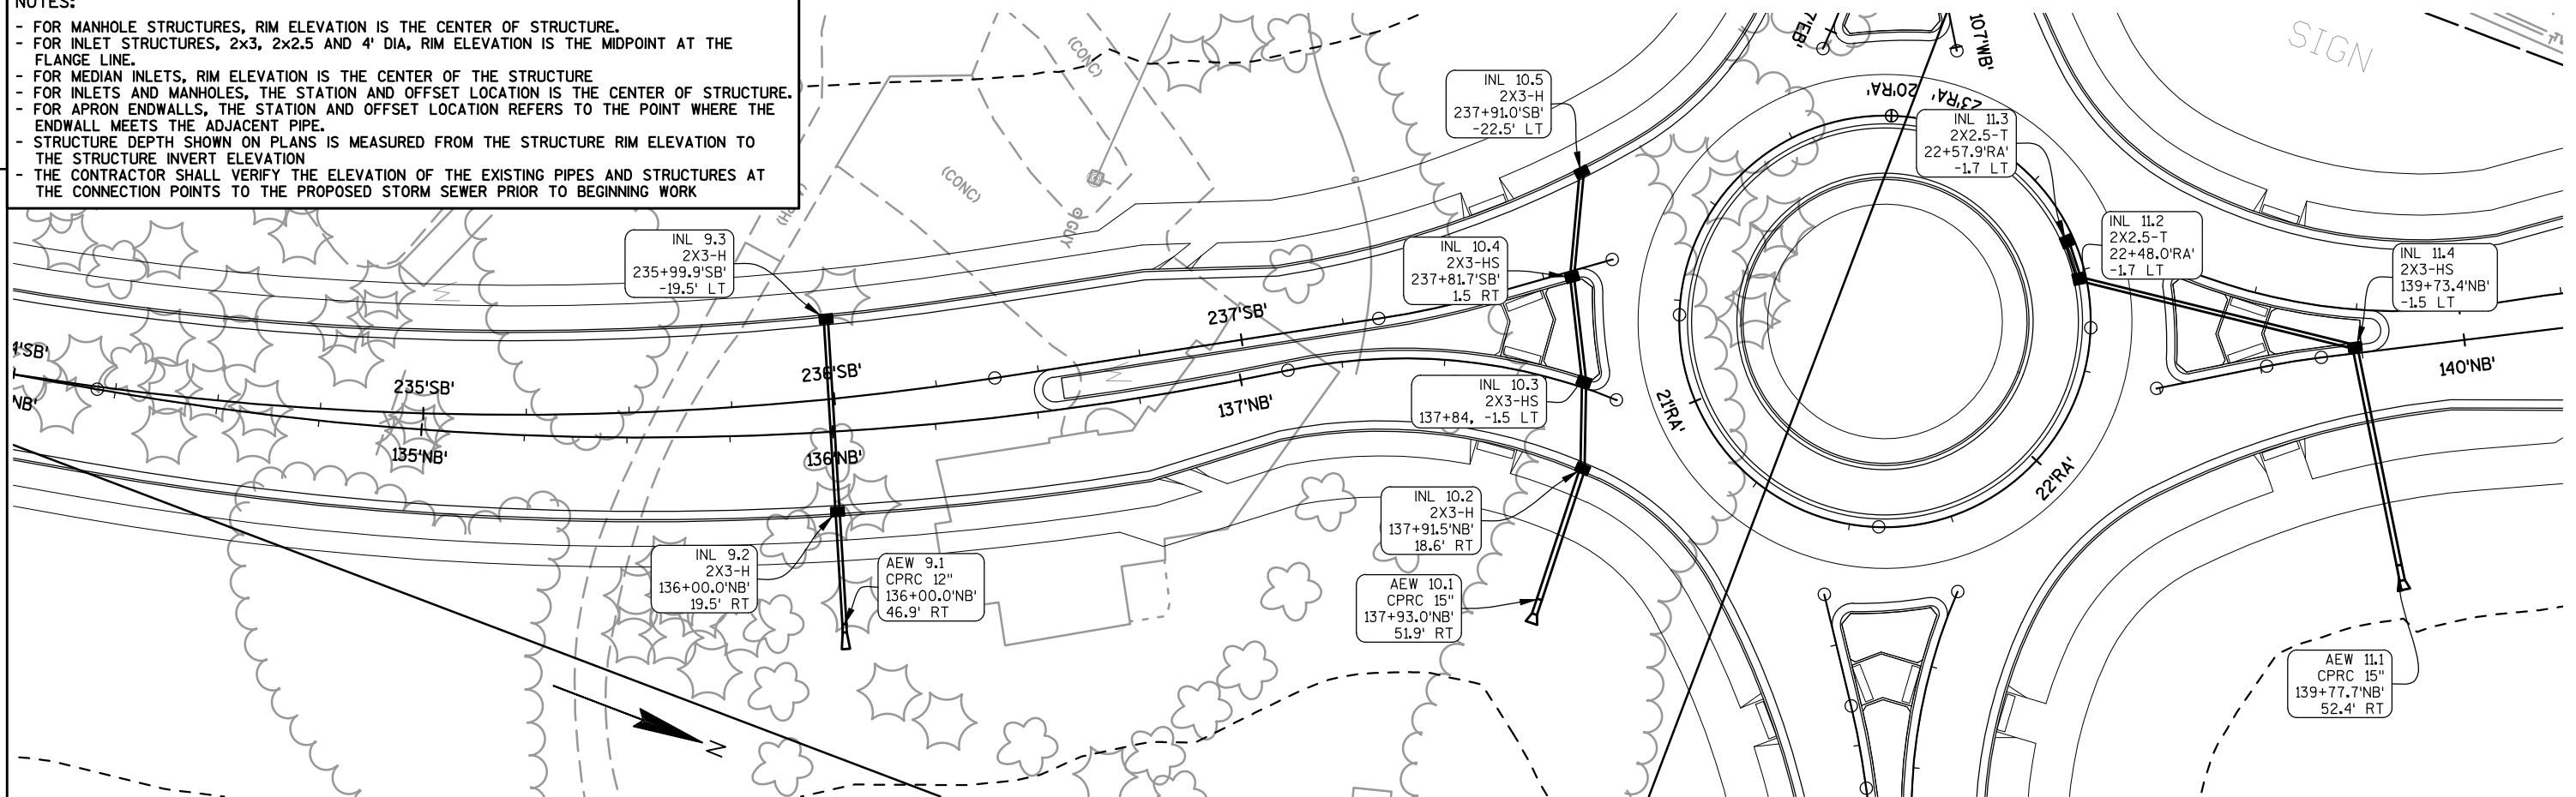 NOTES:
- FOR MANHOLE STRUCTURES, RIM ELEVATION IS THE CENTER OF STRUCTURE.
- FOR INLET STRUCTURES, 2x3, 2x2.5 AND 4' DIA, RIM ELEVATION IS THE MIDPOINT AT THE
FLANGE LINE.
- FOR MEDIAN INLETS, RIM ELEVATION IS THE CENTER OF THE STRUCTURE
- FOR INLETS AND MANHOLES, THE STATION AND OFFSET LOCATION IS THE CENTER OF STRUCTURE.
- FOR APRON ENDWALLS, THE STATION AND OFFSET LOCATION REFERS TO THE POINT WHERE THE
ENDWALL MEETS THE ADJACENT PIPE.
- STRUCTURE DEPTH SHOWN ON PLANS IS MEASURED FROM THE STRUCTURE RIM ELEVATION TO
THE STRUCTURE INVERT ELEVATION
- THE CONTRACTOR SHALL VERIFY THE ELEVATION OF THE EXISTING PIPES AND STRUCTURES AT
THE CONNECTION POINTS TO THE PROPOSED STORM SEWER PRIOR TO BEGINNING WORK
(CONC)
(CONC)
GUY
SIGN
7'EB'
107'WB'
20'RA'
23'RA'
INL 10.5
2X3-H
237+91.0'SB'
-22.5' LT
INL 11.3
2X2.5-T
22+57.9'RA'
-1.7 LT
INL 9.3
2X3-H
235+99.9'SB'
-19.5' LT
INL 10.4
2X3-HS
237+81.7'SB'
1.5 RT
INL 11.2
2X2.5-T
22+48.0'RA'
-1.7 LT
INL 11.4
2X3-HS
139+73.4'NB'
-1.5 LT
'SB'
NB'
235'SB'
236'SB'
237'SB'
135'NB'
136'NB'
137'NB'
140'NB'
21'RA'
22'RA'
INL 10.3
2X3-HS
137+84, -1.5 LT
INL 10.2
2X3-H
137+91.5'NB'
18.6' RT
INL 9.2
2X3-H
136+00.0'NB'
19.5' RT
AEW 9.1
CPRC 12"
136+00.0'NB'
46.9' RT
AEW 10.1
CPRC 15"
137+93.0'NB'
51.9' RT
AEW 11.1
CPRC 15"
139+77.7'NB'
52.4' RT
N